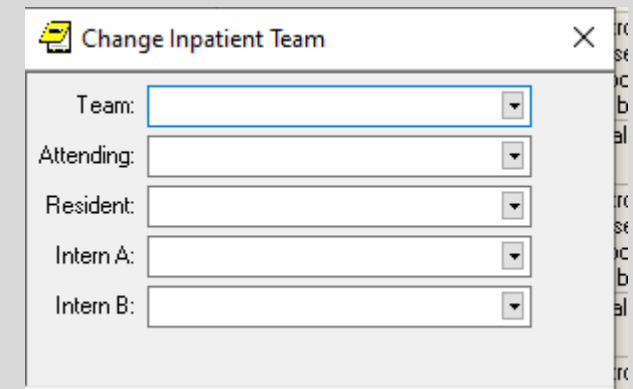 Change Inpatient Team
Team:
Attending:
Resident:
Intern A:
Intern B: